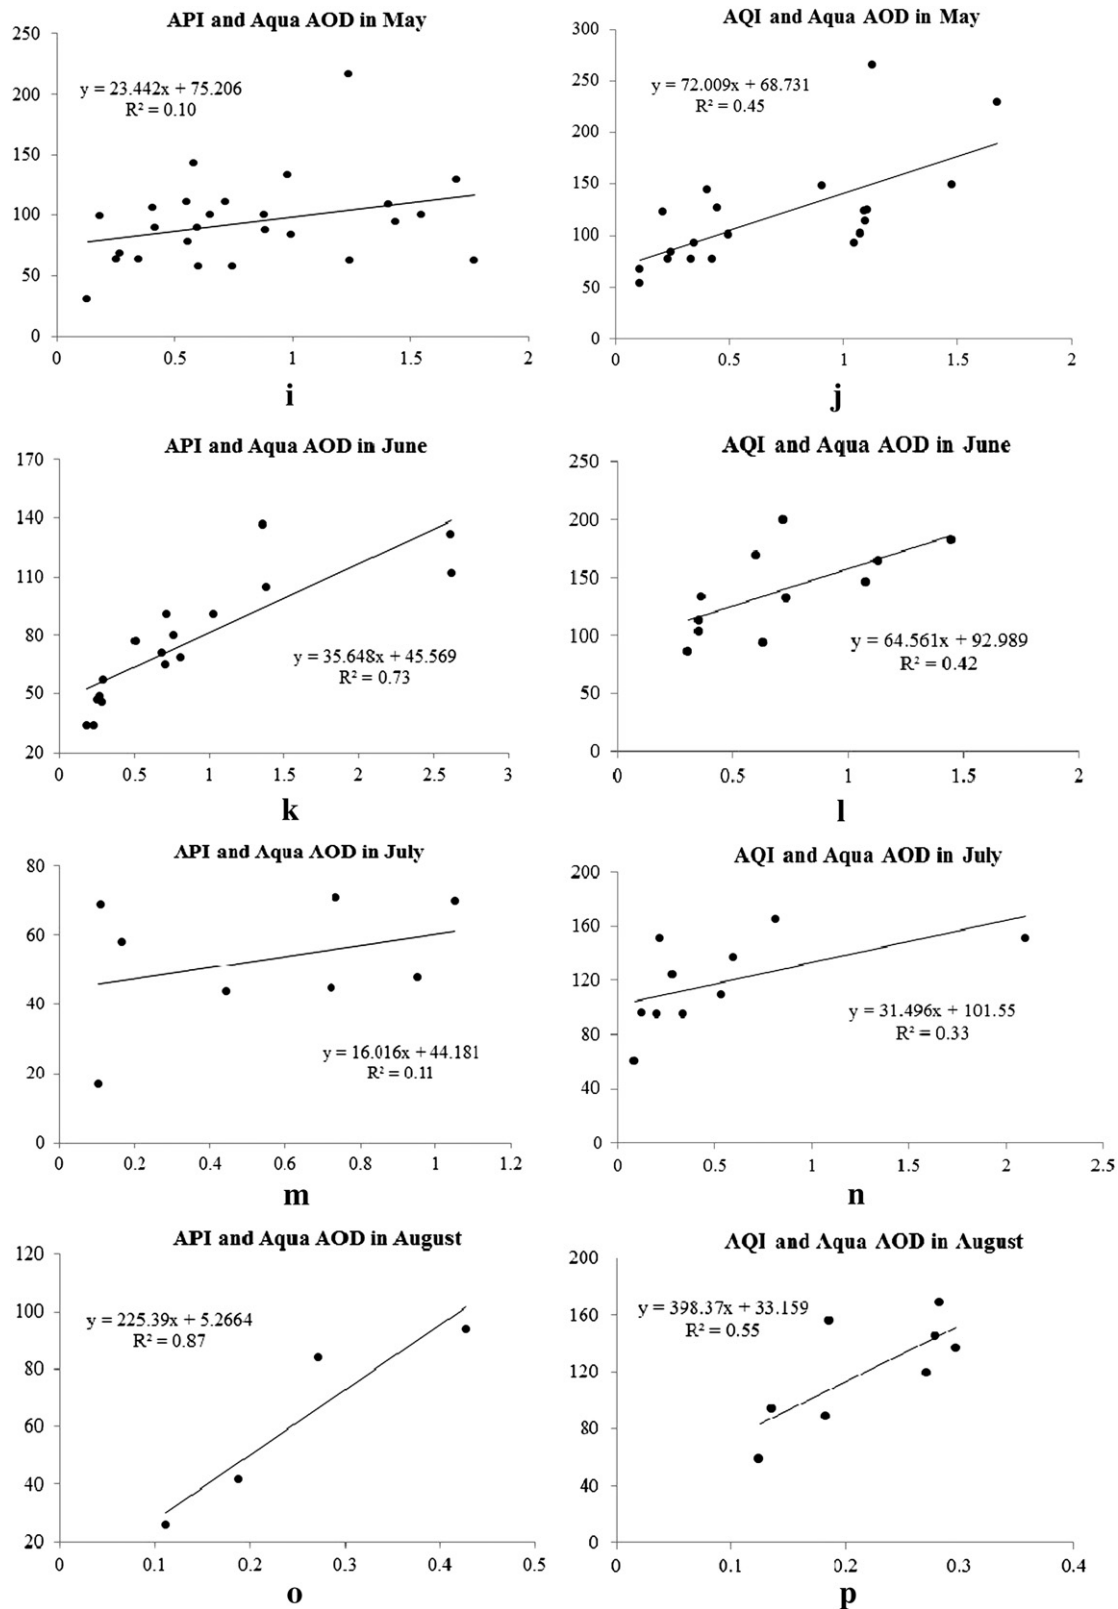 API and Aqua AOD in May
250
200
150
100
50
0
y = 23.442x + 75.206
R² = 0.10
0 0.5 1 1.5 2
i
AQI and Aqua AOD in May
300
250
200
150
100
50
0
y = 72.009x + 68.731
R² = 0.45
0 0.5 1 1.5 2
j
API and Aqua AOD in June
170
140
110
80
50
20
y = 35.648x + 45.569
R² = 0.73
0 0.5 1 1.5 2 2.5 3
k
AQI and Aqua AOD in June
250
200
150
100
50
0
y = 64.561x + 92.989
R² = 0.42
0 0.5 1 1.5 2
l
API and Aqua AOD in July
80
60
40
20
0
y = 16.016x + 44.181
R² = 0.11
0 0.2 0.4 0.6 0.8 1 1.2
m
AQI and Aqua AOD in July
200
160
120
80
40
0
y = 31.496x + 101.55
R² = 0.33
0 0.5 1 1.5 2 2.5
n
API and Aqua AOD in August
120
100
80
60
40
20
y = 225.39x + 5.2664
R² = 0.87
0 0.1 0.2 0.3 0.4 0.5
o
AQI and Aqua AOD in August
200
160
120
80
40
0
y = 398.37x + 33.159
R² = 0.55
0 0.1 0.2 0.3 0.4
p